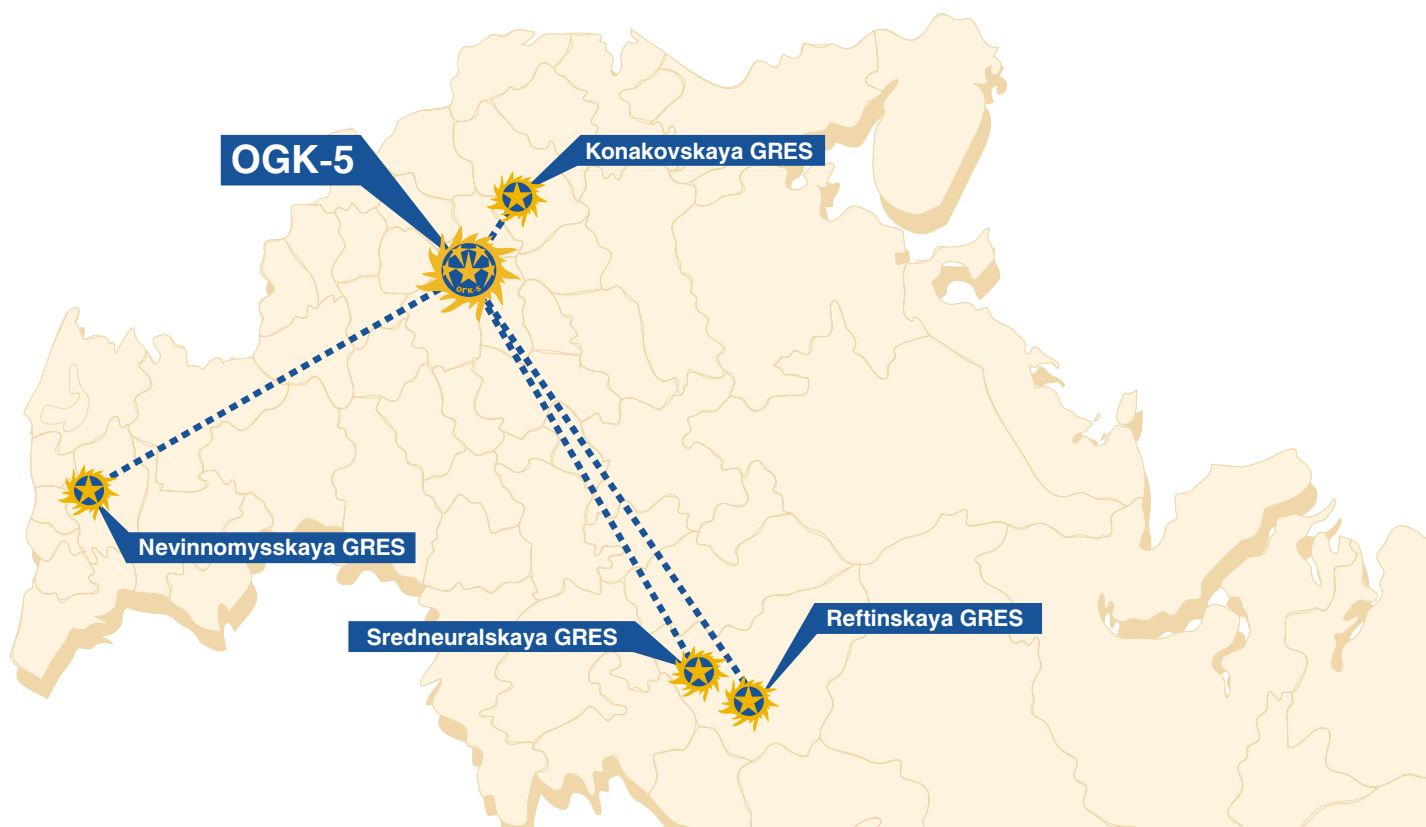 OGK-5
Konakovskaya GRES
ОГК-5
Nevinnomysskaya GRES
Sredneuralskaya GRES
Reftinskaya GRES